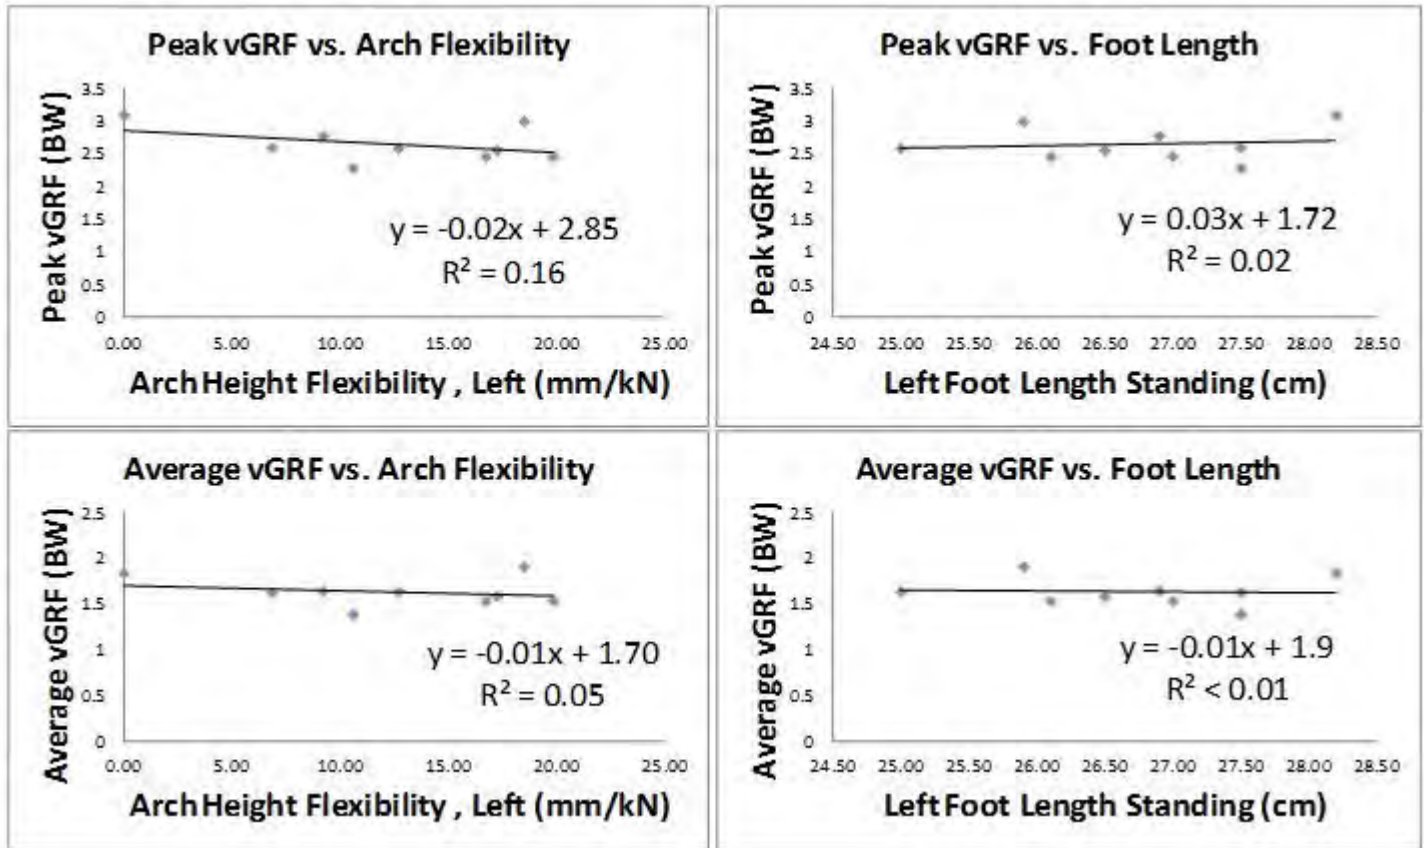 Peak vGRF vs. Arch Flexibility
Peak vGRF (BW)
3.5
3
2.5
2
1.5
1
0.5
0
y = -0.02x + 2.85
R² = 0.16
0.00 5.00 10.00 15.00 20.00 25.00
Arch Height Flexibility , Left (mm/kN)
Peak vGRF vs. Foot Length
Peak vGRF (BW)
3.5
3
2.5
2
1.5
1
0.5
0
y = 0.03x + 1.72
R² = 0.02
24.50 25.00 25.50 26.00 26.50 27.00 27.50 28.00 28.50
Left Foot Length Standing (cm)
Average vGRF vs. Arch Flexibility
Average vGRF (BW)
2.5
2
1.5
1
0.5
0
y = -0.01x + 1.70
R² = 0.05
0.00 5.00 10.00 15.00 20.00 25.00
Arch Height Flexibility , Left (mm/kN)
Average vGRF vs. Foot Length
Average vGRF (BW)
2.5
2
1.5
1
0.5
0
y = -0.01x + 1.9
R² < 0.01
24.50 25.00 25.50 26.00 26.50 27.00 27.50 28.00 28.50
Left Foot Length Standing (cm)